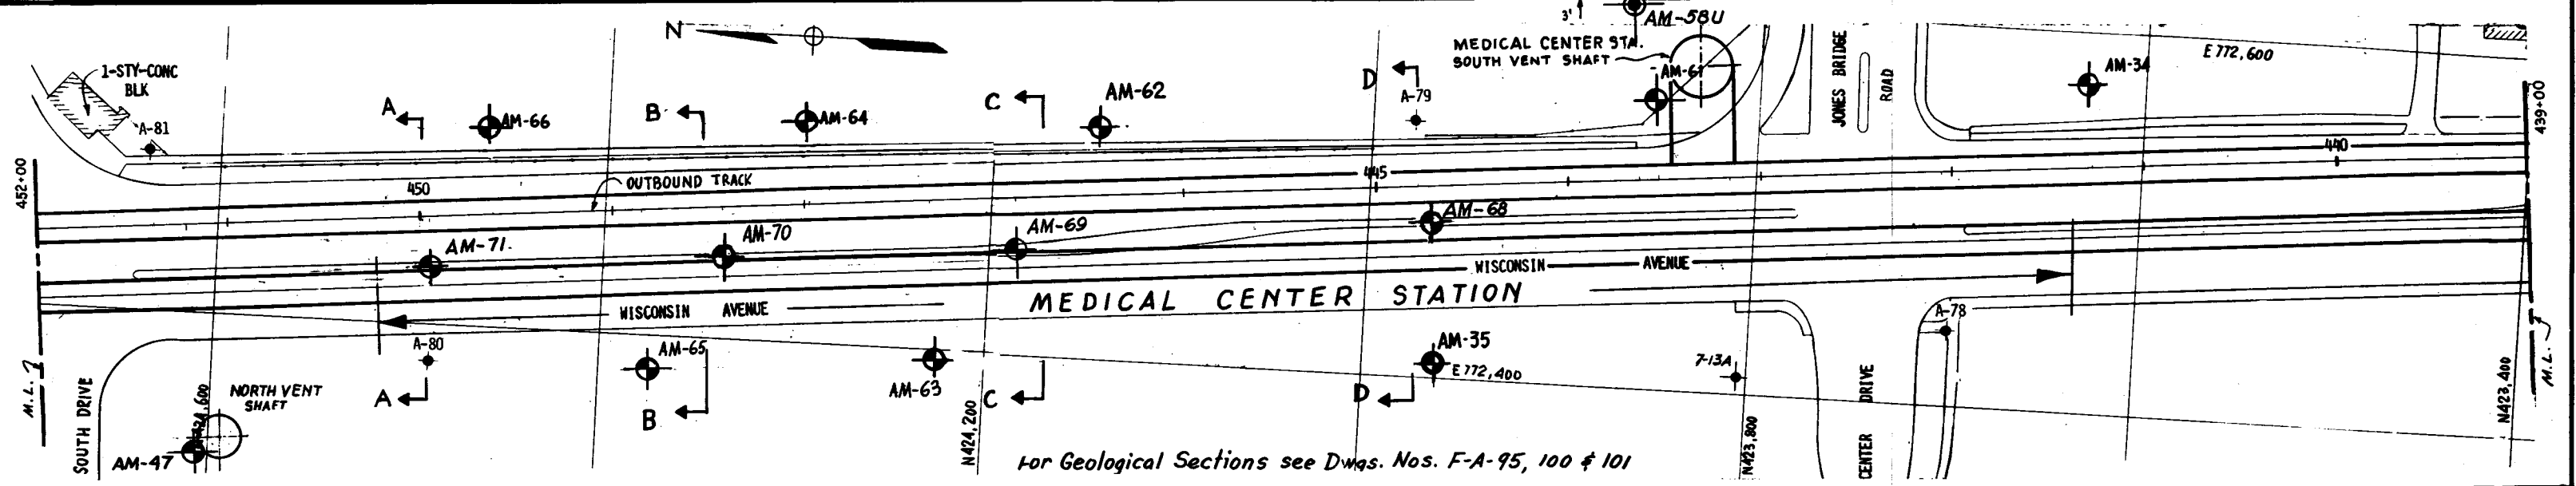 3'
AM-58U
N
MEDICAL CENTER STA.
SOUTH VENT SHAFT
JONES BRIDGE
ROAD
E 772,600
1-STY-CONC
BLK
A-81
A
AM-66
B
AM-64
C
AM-62
D
A-79
AM-61
AM-34
439+00
452+00
450
OUTBOUND TRACK
445
440
AM-71.
AM-70
AM-69
AM-68
WISCONSIN AVENUE
WISCONSIN AVENUE
MEDICAL CENTER STATION
A-80
AM-65
AM-63
AM-35
E 772,400
7-13A
A-78
M.L.
SOUTH DRIVE
NORTH VENT
SHAFT
AM-47
A
B
C
D
N424,200
N423,800
CENTER DRIVE
N423,400
M.L.
For Geological Sections see Dwgs. Nos. F-A-95, 100 & 101